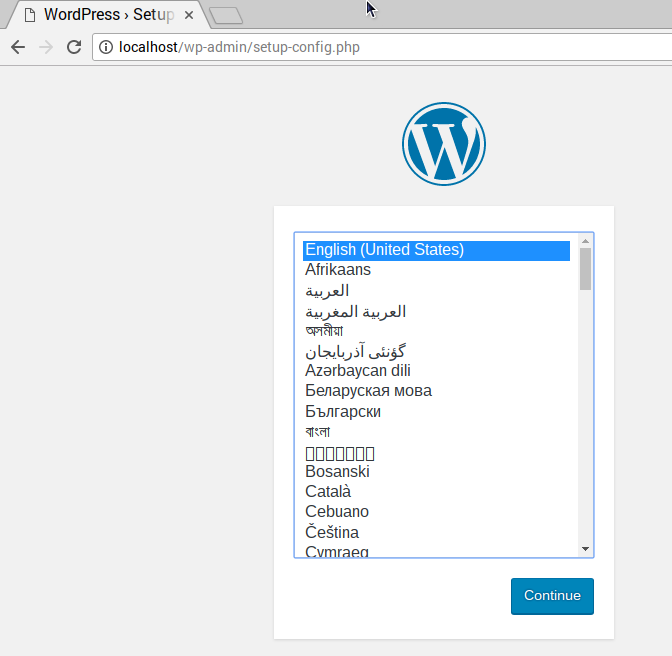 WordPress › Setup
localhost/wp-admin/setup-config.php
English (United States)
Afrikaans
العربية
العربية المغربية
অসমীয়া
گؤنئی آذربایجان
Azərbaycan dili
Беларуская мова
Български
বাংলা
Bosanski
Català
Cebuano
Čeština
Cymraeg
Continue